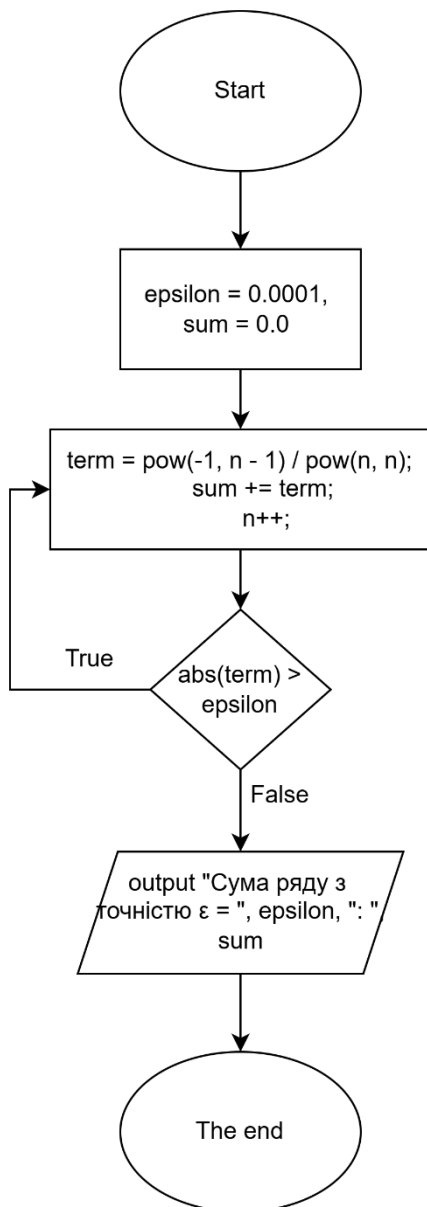 Start
epsilon = 0.0001,
sum = 0.0
term = pow(-1, n - 1) / pow(n, n);
sum += term;
n++;
True
abs(term) >
epsilon
False
output "Сума ряду з
точністю ε = ", epsilon, ": ",
sum
The end